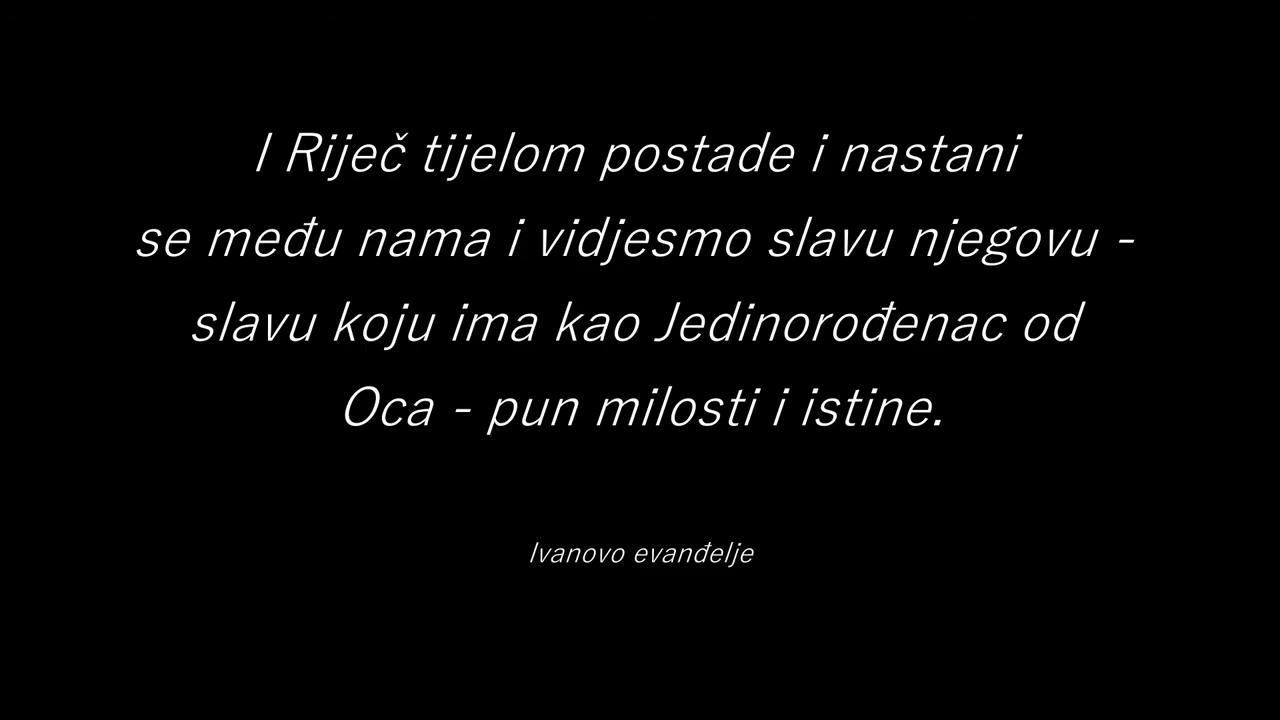 I Riječ tijelom postade i nastani
se među nama i vidjesmo slavu njegovu -
slavu koju ima kao Jedinorođenac od
Oca - pun milosti i istine.
Ivanovo evanđelje